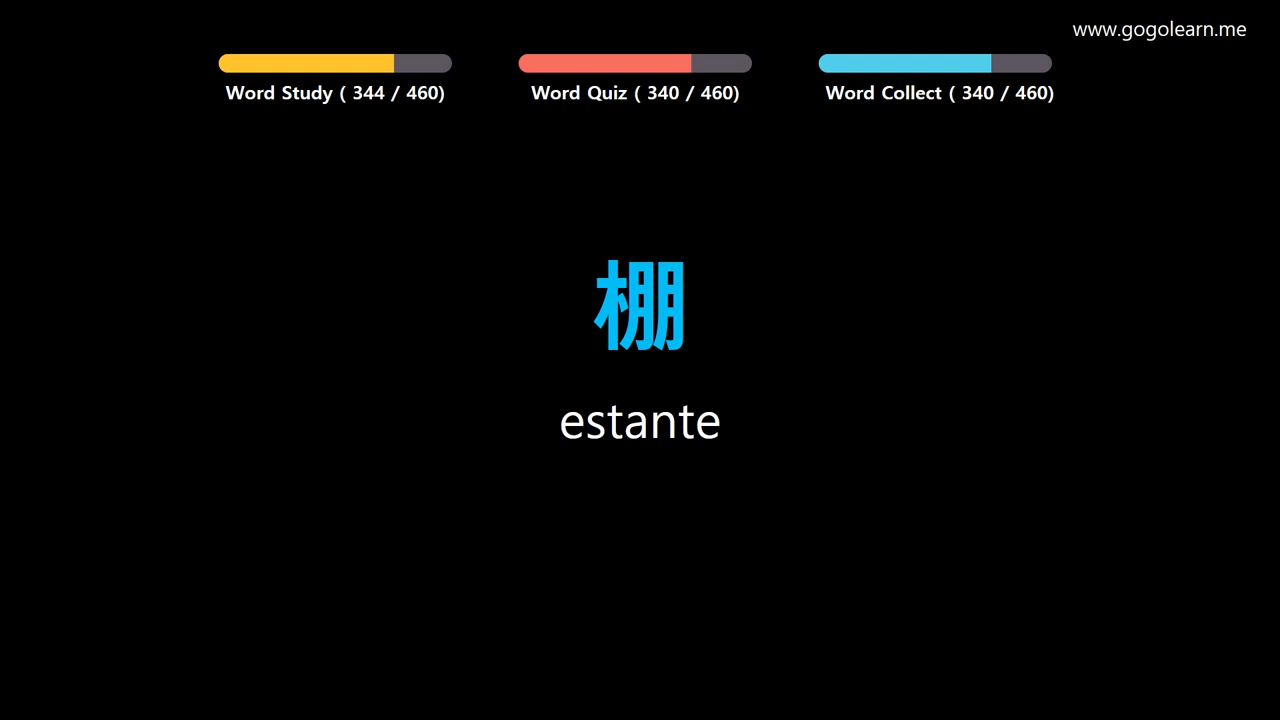 www.gogolearn.me
Word Study ( 344 / 460)
Word Quiz ( 340 / 460)
Word Collect ( 340 / 460)
棚
estante